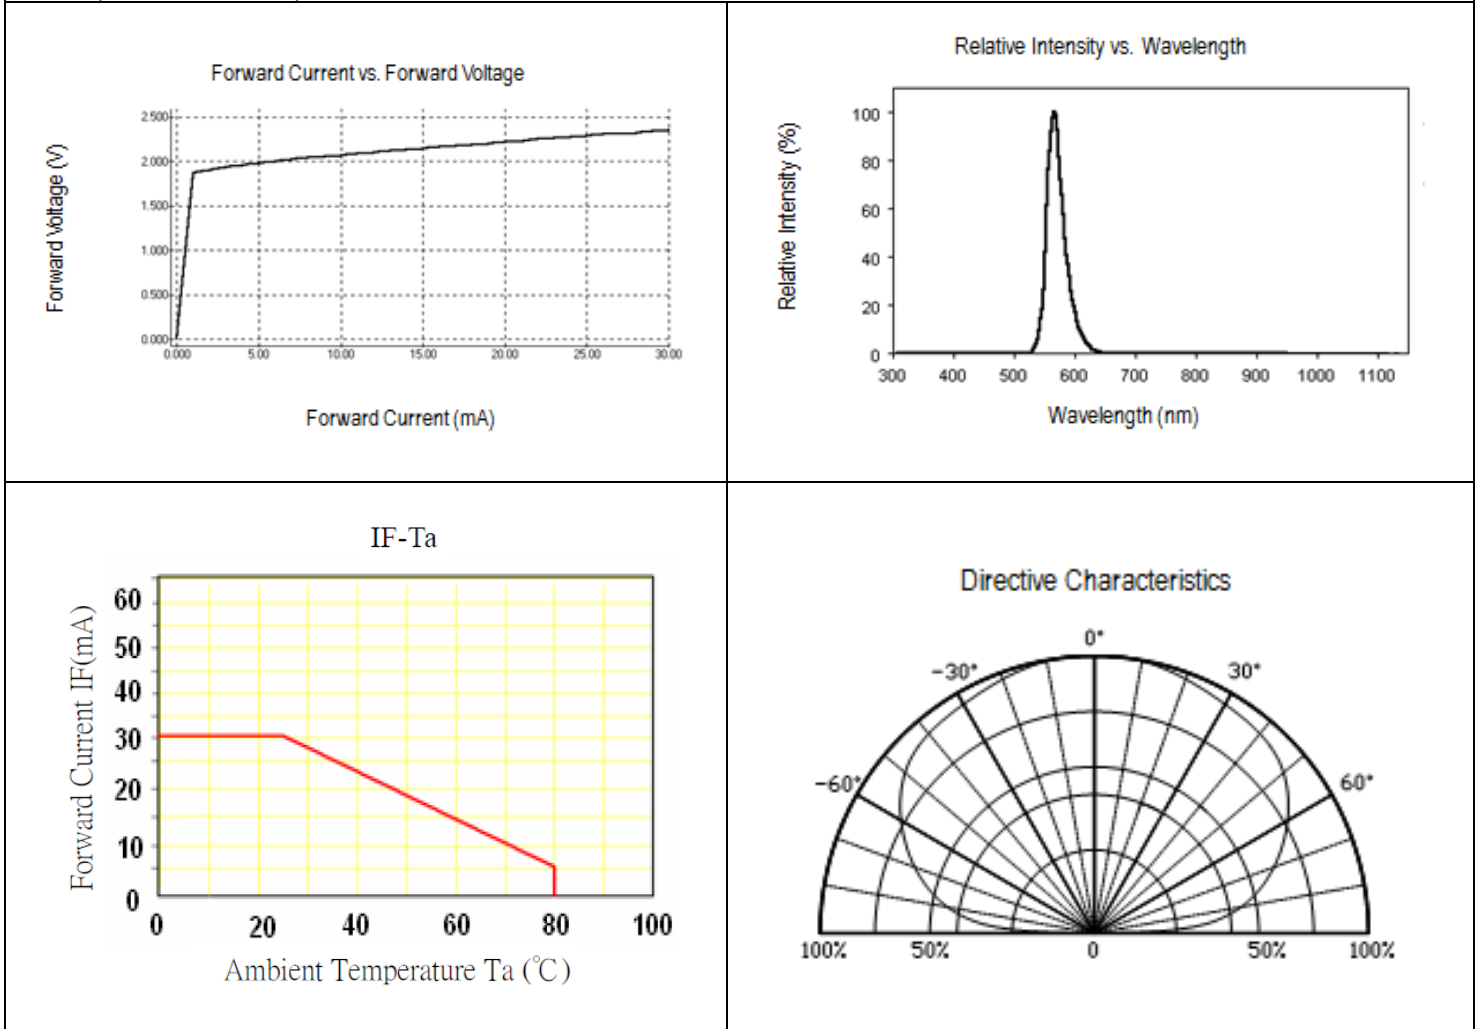 Forward Current vs. Forward Voltage
Forward Voltage (V)
2.500
2.000
1.500
1.000
0.500
0.000
0.000 5.00 10.00 15.00 20.00 25.00 30.00
Forward Current (mA)
Relative Intensity vs. Wavelength
Relative Intensity (%)
100
80
60
40
20
0
300 400 500 600 700 800 900 1000 1100
Wavelength (nm)
IF-Ta
Forward Current IF(mA)
60
50
40
30
20
10
0
0 20 40 60 80 100
Ambient Temperature Ta (℃)
Directive Characteristics
0°
-30° 30°
-60° 60°
100% 50% 0 50% 100%